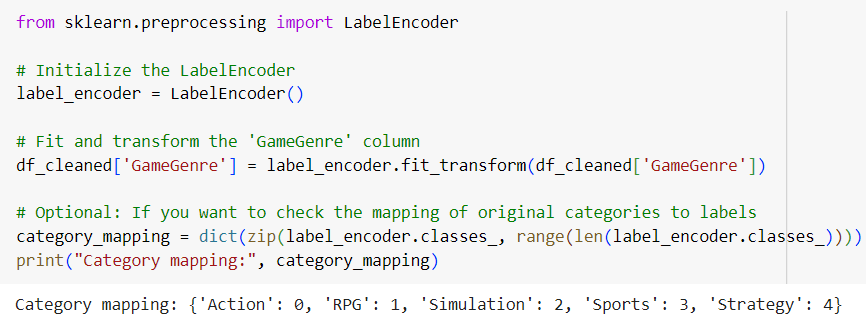 from sklearn.preprocessing import LabelEncoder
# Initialize the LabelEncoder
label_encoder = LabelEncoder()
# Fit and transform the 'GameGenre' column
df_cleaned['GameGenre'] = label_encoder.fit_transform(df_cleaned['GameGenre'])
# Optional: If you want to check the mapping of original categories to labels
category_mapping = dict(zip(label_encoder.classes_, range(len(label_encoder.classes_))))
print("Category mapping:", category_mapping)
Category mapping: {'Action': 0, 'RPG': 1, 'Simulation': 2, 'Sports': 3, 'Strategy': 4}